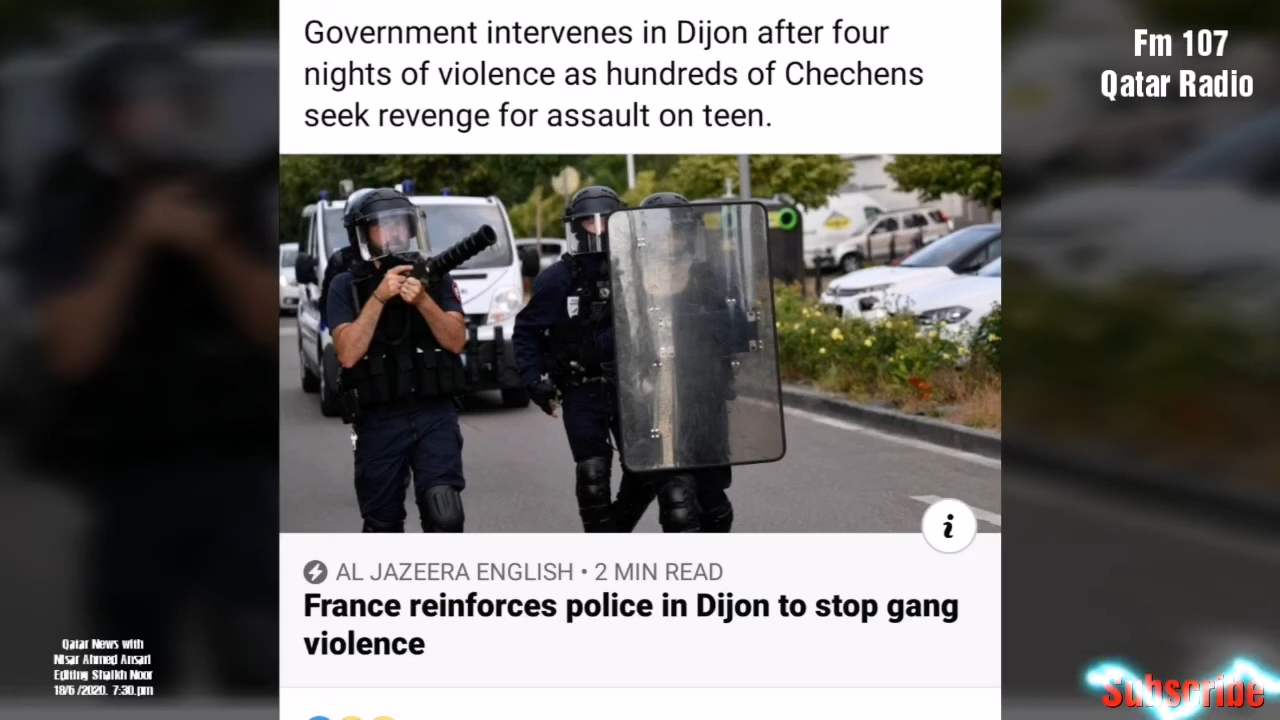 Government intervenes in Dijon after four
nights of violence as hundreds of Chechens
seek revenge for assault on teen.
Fm 107
Qatar Radio
i
AL JAZEERA ENGLISH • 2 MIN READ
France reinforces police in Dijon to stop gang
violence
Qatar News with
Nisar Ahmed Ansari
Editing Shaikh Noor
18/6 /2020. 7:30.pm
Subscribe